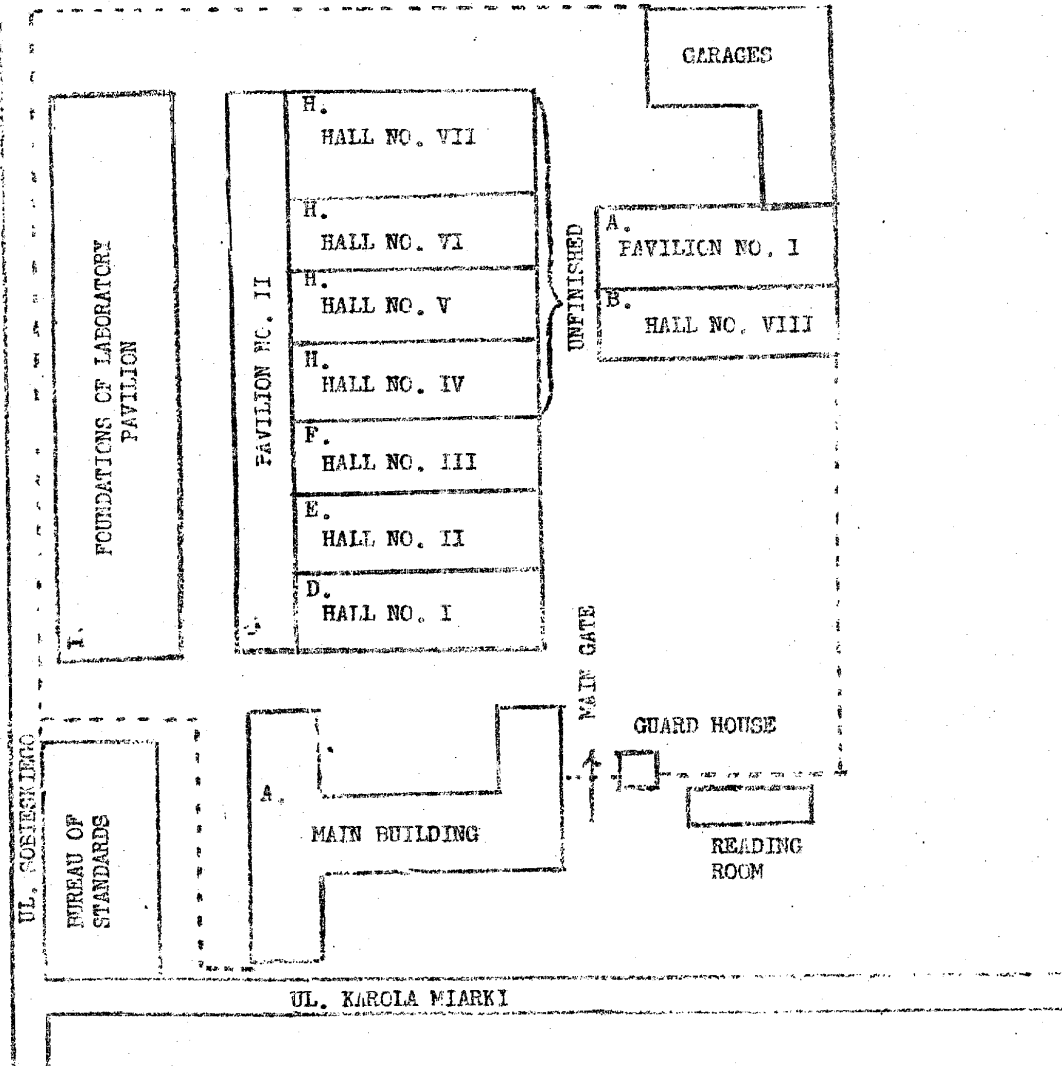 GARAGES
H.
HALL NO. VII
H.
HALL NO. VI
H.
HALL NO. V
H.
HALL NO. IV
F.
HALL NO. III
E.
HALL NO. II
D.
HALL NO. I
UNFINISHED
A.
PAVILION NO. I
B.
HALL NO. VIII
FOUNDATIONS OF LABORATORY
PAVILION
I.
PAVILION NO. II
MAIN GATE
GUARD HOUSE
READING
ROOM
A.
MAIN BUILDING
BUREAU OF
STANDARDS
UL. SOBIESKIEGO
UL. KAROLA MIARKI